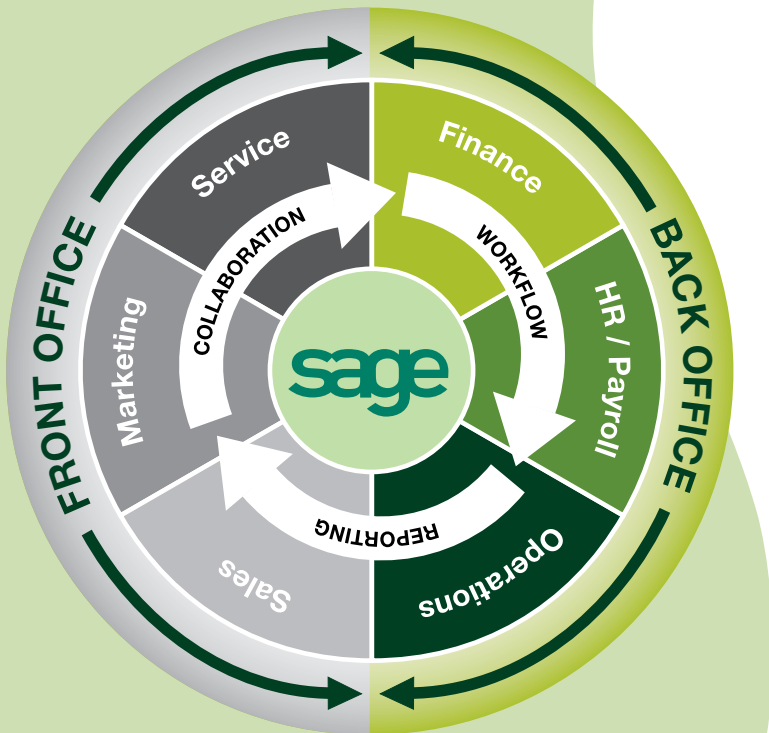 FRONT OFFICE
BACK OFFICE
Service
Finance
HR / Payroll
Operations
Sales
Marketing
COLLABORATION
WORKFLOW
REPORTING
sage